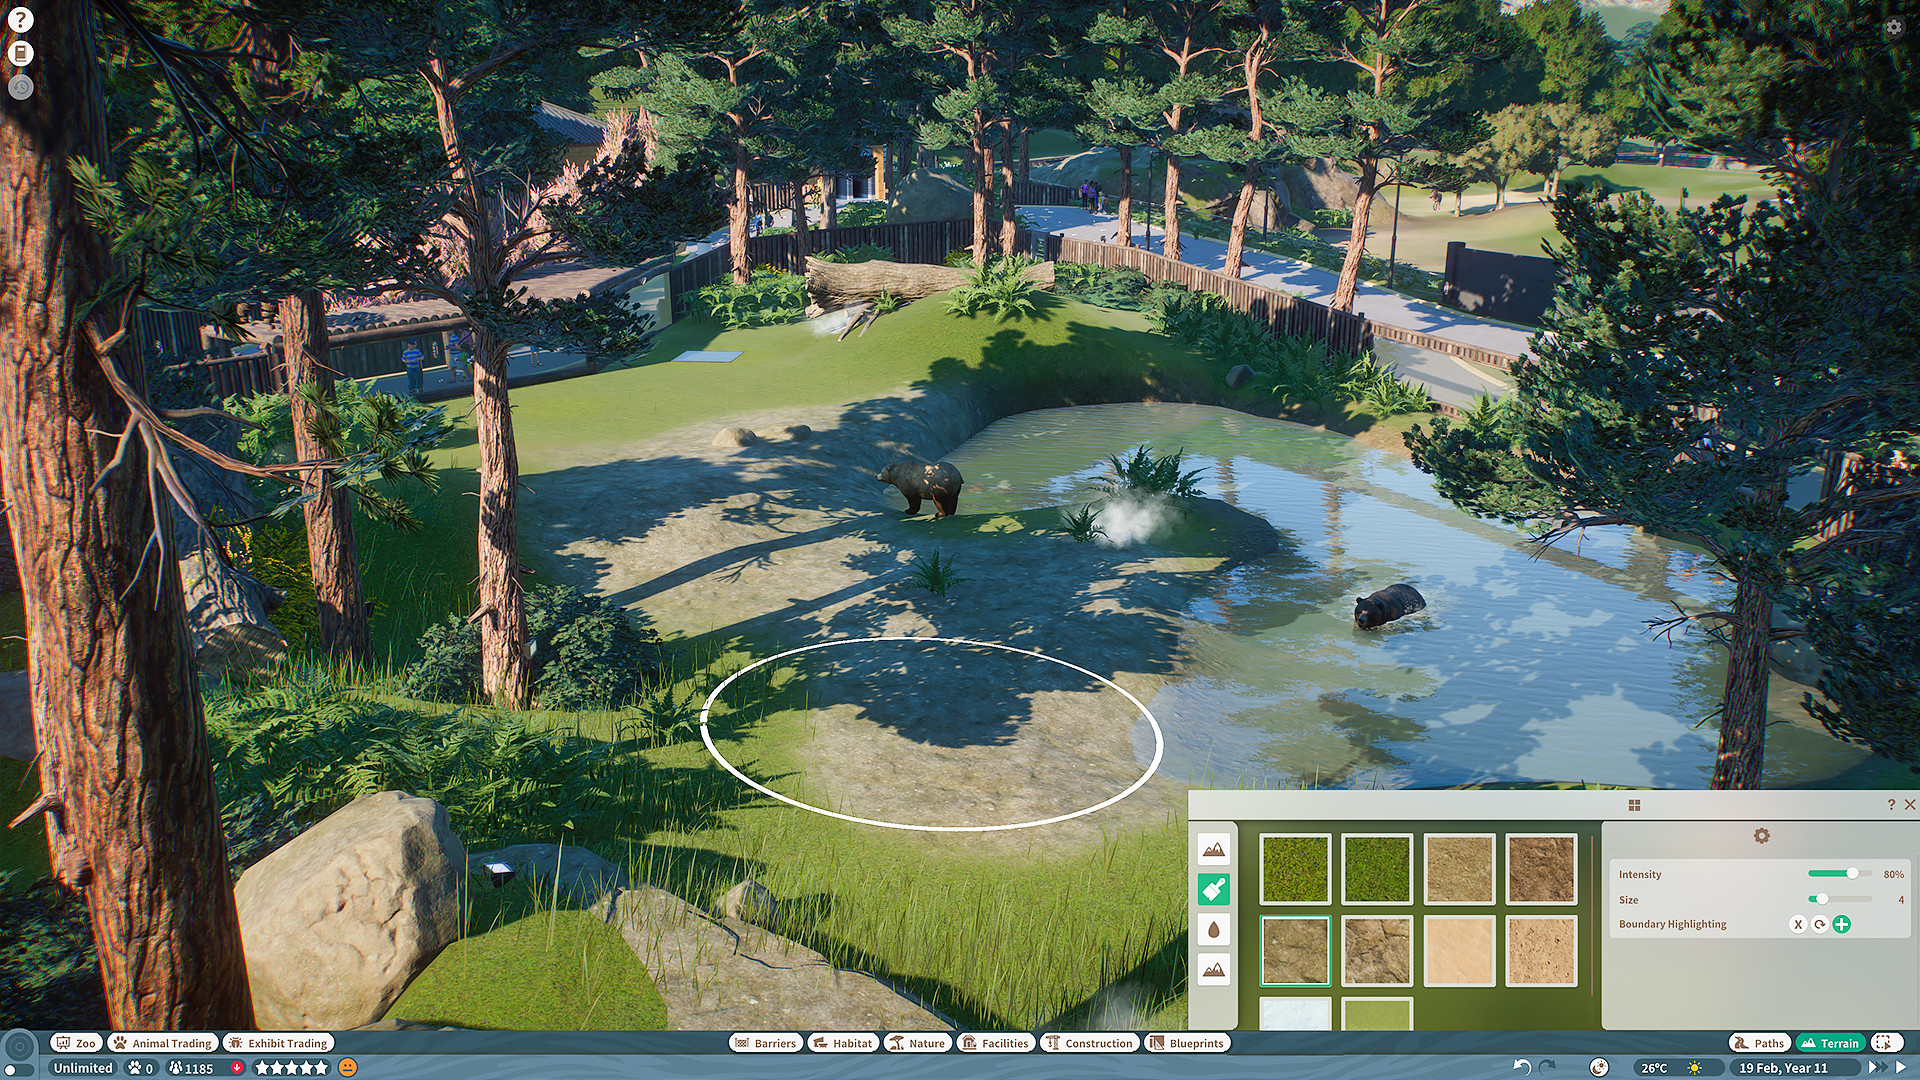 ?
? X
Intensity 80%
Size 4
Boundary Highlighting X
Zoo Animal Trading Exhibit Trading Barriers Habitat Nature Facilities Construction Blueprints Paths Terrain
Unlimited 0 1185 26°C 19 Feb, Year 11